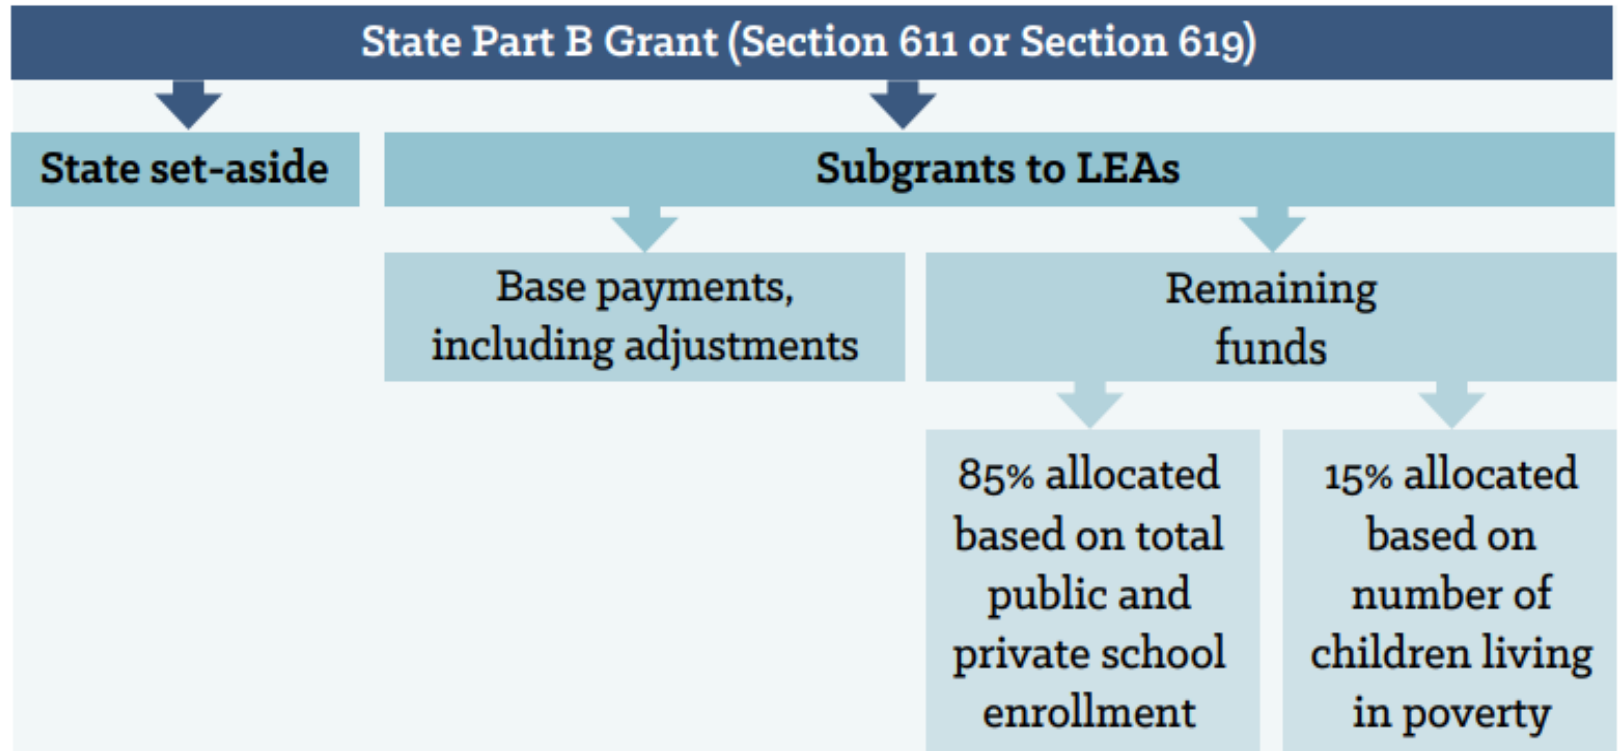 State Part B Grant (Section 611 or Section 619)
State set-aside
Subgrants to LEAs
Base payments,
including adjustments
Remaining
funds
85% allocated
based on total
public and
private school
enrollment
15% allocated
based on
number of
children living
in poverty